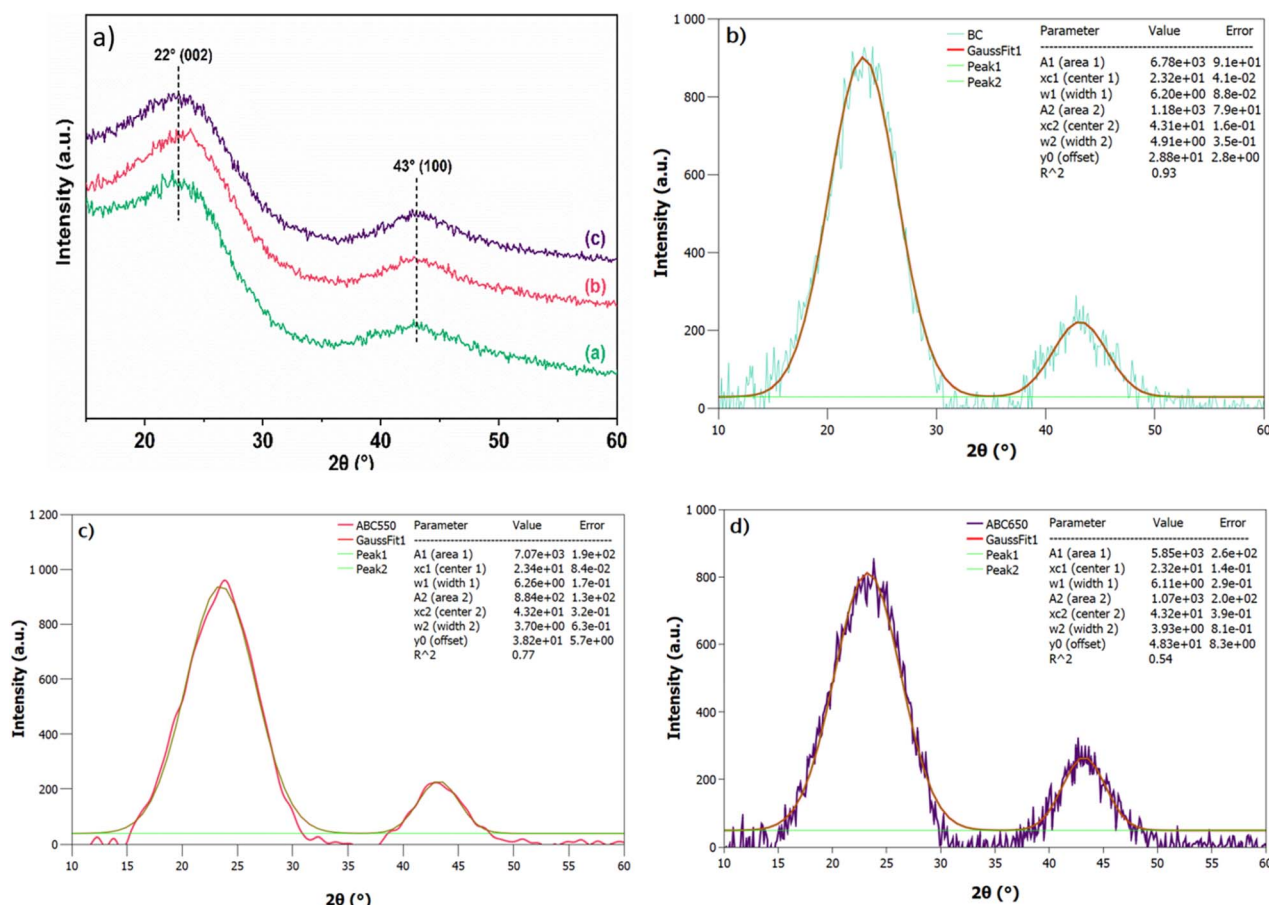 a)
22° (002)
43° (100)
(c)
(b)
(a)
Intensity (a.u.)
20 30 40 50 60
2θ (°)
b)
BC
GaussFit1
Peak1
Peak2
Parameter Value Error
A1 (area 1) 6.78e+03 9.1e+01
xc1 (center 1) 2.32e+01 4.1e-02
w1 (width 1) 6.20e+00 8.8e-02
A2 (area 2) 1.18e+03 7.9e+01
xc2 (center 2) 4.31e+01 1.6e-01
w2 (width 2) 4.91e+00 3.5e-01
y0 (offset) 2.88e+01 2.8e+00
R^2 0.93
Intensity (a.u.)
1 000
800
600
400
200
0
10 20 30 40 50 60
2θ (°)
c)
ABC550
GaussFit1
Peak1
Peak2
Parameter Value Error
A1 (area 1) 7.07e+03 1.9e+02
xc1 (center 1) 2.34e+01 8.4e-02
w1 (width 1) 6.26e+00 1.7e-01
A2 (area 2) 8.84e+02 1.3e+02
xc2 (center 2) 4.32e+01 3.2e-01
w2 (width 2) 3.70e+00 6.3e-01
y0 (offset) 3.82e+01 5.7e+00
R^2 0.77
Intensity (a.u.)
1 200
1 000
800
600
400
200
0
10 15 20 25 30 35 40 45 50 55 60
2θ (°)
d)
ABC650
GaussFit1
Peak1
Peak2
Parameter Value Error
A1 (area 1) 5.85e+03 2.6e+02
xc1 (center 1) 2.32e+01 1.4e-01
w1 (width 1) 6.11e+00 2.9e-01
A2 (area 2) 1.07e+03 2.0e+02
xc2 (center 2) 4.32e+01 3.9e-01
w2 (width 2) 3.93e+00 8.1e-01
y0 (offset) 4.83e+01 8.3e+00
R^2 0.54
Intensity (a.u.)
1 000
800
600
400
200
0
10 15 20 25 30 35 40 45 50 55 60
2θ (°)